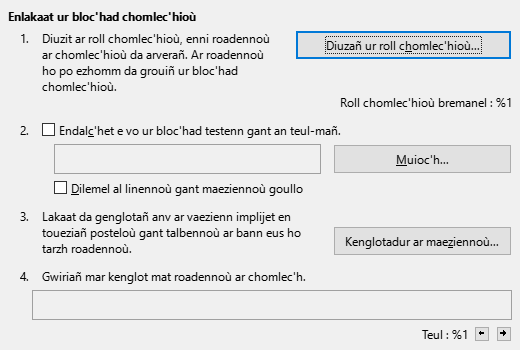 Enlakaat ur bloc'had chomlec'hioù
1. Diuzit ar roll chomlec'hioù, enni roadennoù
ar chomlec'hioù da arverañ. Ar roadennoù
ho po ezhomm da grouiñ ur bloc'had
chomlec'hioù.
Diuzañ ur roll chomlec'hioù...
Roll chomlec'hioù bremanel : %1
2. Endalc'het e vo ur bloc'had testenn gant an teul-mañ.
Muioc'h...
Dilemel al linennoù gant maeziennoù goullo
3. Lakaat da genglotañ anv ar vaezienn implijet en
toueziañ posteloù gant talbennoù ar bann eus ho
tarzh roadennoù.
Kenglotadur ar maeziennoù...
4. Gwiriañ mar kenglot mat roadennoù ar chomlec'h.
Teul : %1